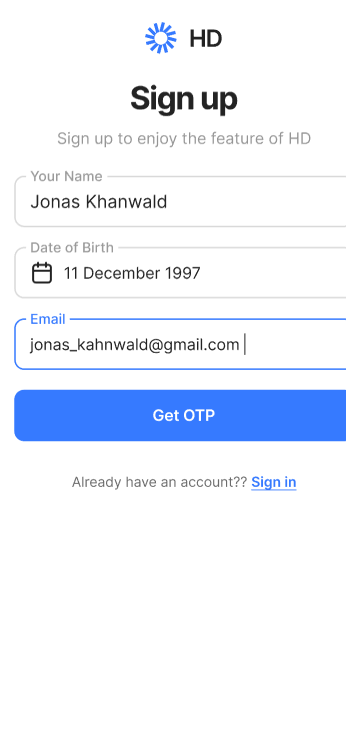 HD
Sign up
Sign up to enjoy the feature of HD
Your Name
Jonas Khanwald
Date of Birth
11 December 1997
Email
jonas_kahnwald@gmail.com
Get OTP
Already have an account?? Sign in